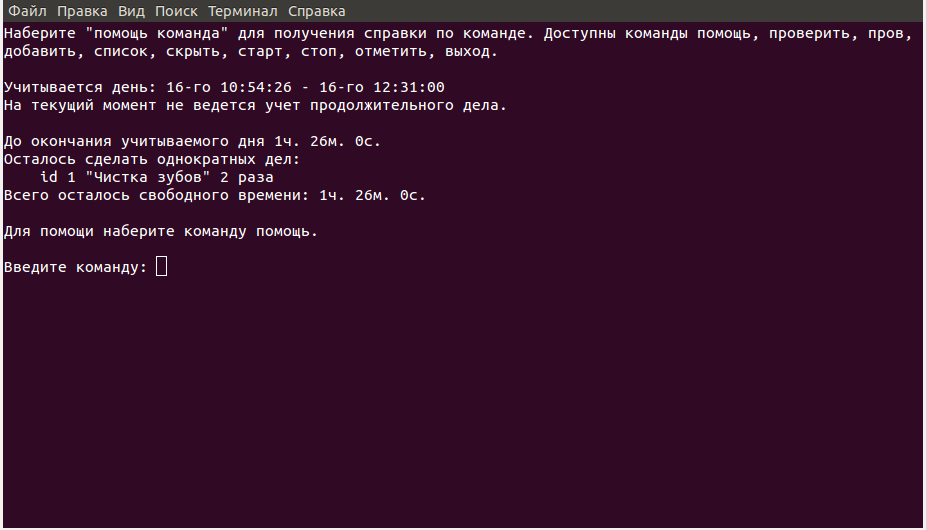 Файл Правка Вид Поиск Терминал Справка
Наберите "помощь команда" для получения справки по команде. Доступны команды помощь, проверить, пров,
добавить, список, скрыть, старт, стоп, отметить, выход.
Учитывается день: 16-го 10:54:26 - 16-го 12:31:00
На текущий момент не ведется учет продолжительного дела.
До окончания учитываемого дня 1ч. 26м. 0с.
Осталось сделать однократных дел:
id 1 "Чистка зубов" 2 раза
Всего осталось свободного времени: 1ч. 26м. 0с.
Для помощи наберите команду помощь.
Введите команду: